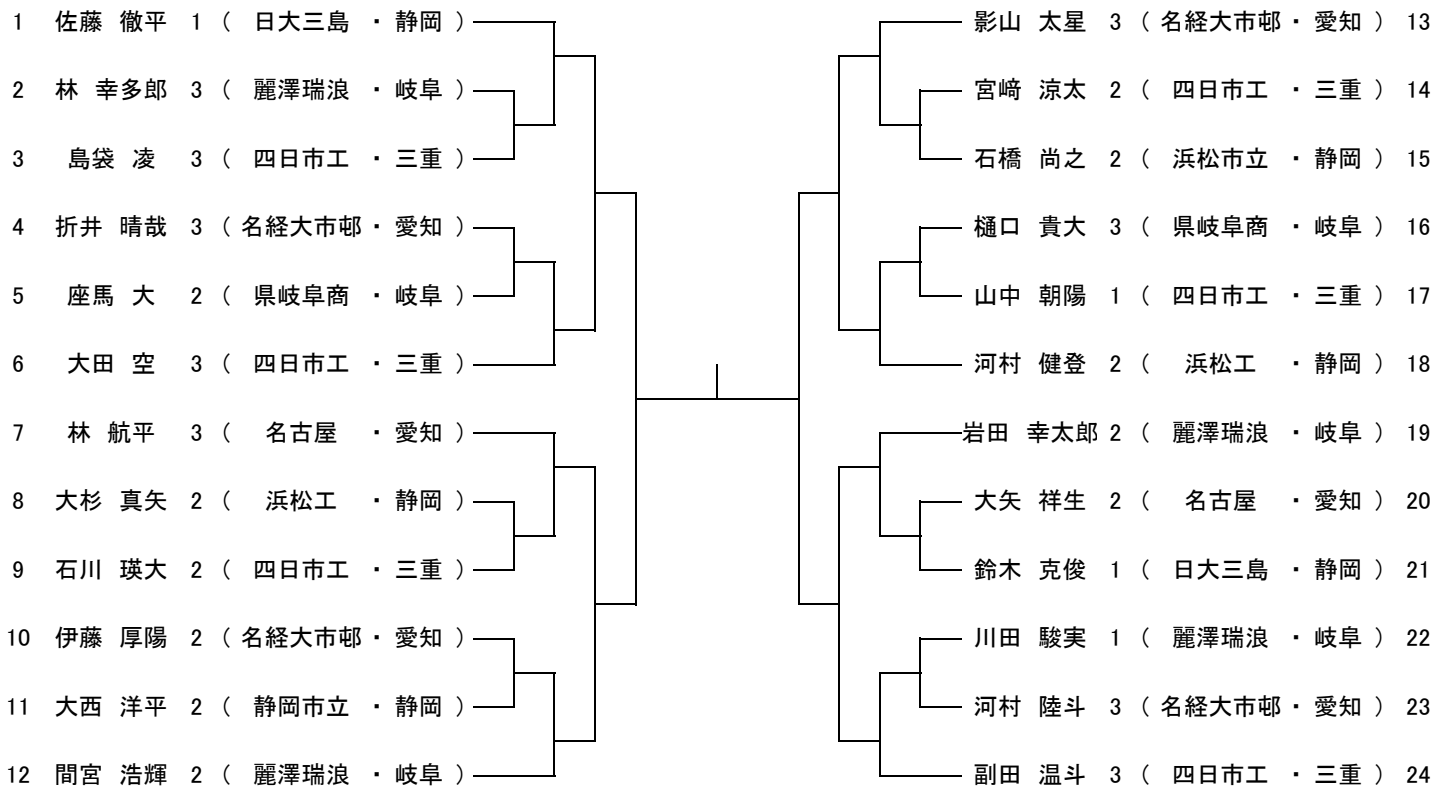 1 佐藤 徹平 1 ( 日大三島 ・ 静岡 )
2 林 幸多郎 3 ( 麗澤瑞浪 ・ 岐阜 )
3 島袋 凌 3 ( 四日市工 ・ 三重 )
4 折井 晴哉 3 ( 名経大市邨 ・ 愛知 )
5 座馬 大 2 ( 県岐阜商 ・ 岐阜 )
6 大田 空 3 ( 四日市工 ・ 三重 )
7 林 航平 3 ( 名古屋 ・ 愛知 )
8 大杉 真矢 2 ( 浜松工 ・ 静岡 )
9 石川 瑛大 2 ( 四日市工 ・ 三重 )
10 伊藤 厚陽 2 ( 名経大市邨 ・ 愛知 )
11 大西 洋平 2 ( 静岡市立 ・ 静岡 )
12 間宮 浩輝 2 ( 麗澤瑞浪 ・ 岐阜 )
影山 太星 3 ( 名経大市邨 ・ 愛知 ) 13
宮﨑 涼太 2 ( 四日市工 ・ 三重 ) 14
石橋 尚之 2 ( 浜松市立 ・ 静岡 ) 15
樋口 貴大 3 ( 県岐阜商 ・ 岐阜 ) 16
山中 朝陽 1 ( 四日市工 ・ 三重 ) 17
河村 健登 2 ( 浜松工 ・ 静岡 ) 18
岩田 幸太郎 2 ( 麗澤瑞浪 ・ 岐阜 ) 19
大矢 祥生 2 ( 名古屋 ・ 愛知 ) 20
鈴木 克俊 1 ( 日大三島 ・ 静岡 ) 21
川田 駿実 1 ( 麗澤瑞浪 ・ 岐阜 ) 22
河村 陸斗 3 ( 名経大市邨 ・ 愛知 ) 23
副田 温斗 3 ( 四日市工 ・ 三重 ) 24